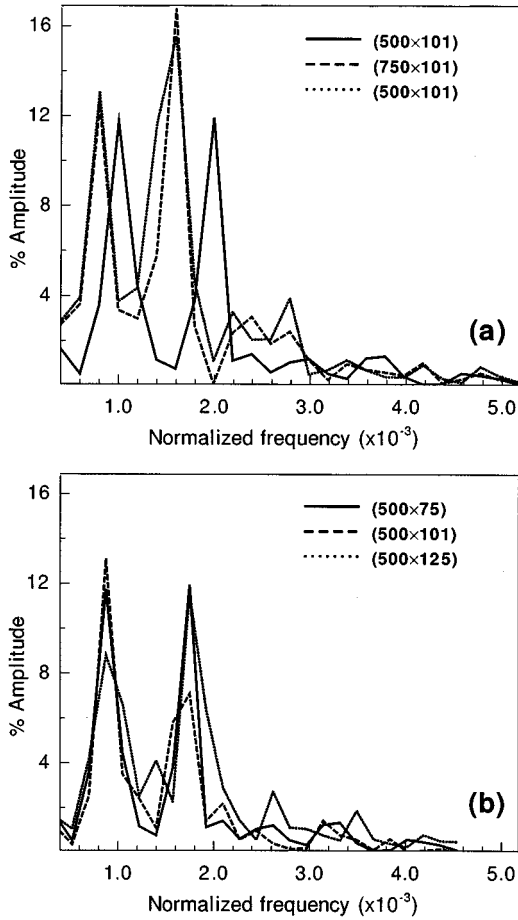 16
12
8
4
% Amplitude
(500×101)
(750×101)
(500×101)
(a)
1.0 2.0 3.0 4.0 5.0
Normalized frequency (x10⁻³)
16
12
8
4
% Amplitude
(500×75)
(500×101)
(500×125)
(b)
1.0 2.0 3.0 4.0 5.0
Normalized frequency (x10⁻³)